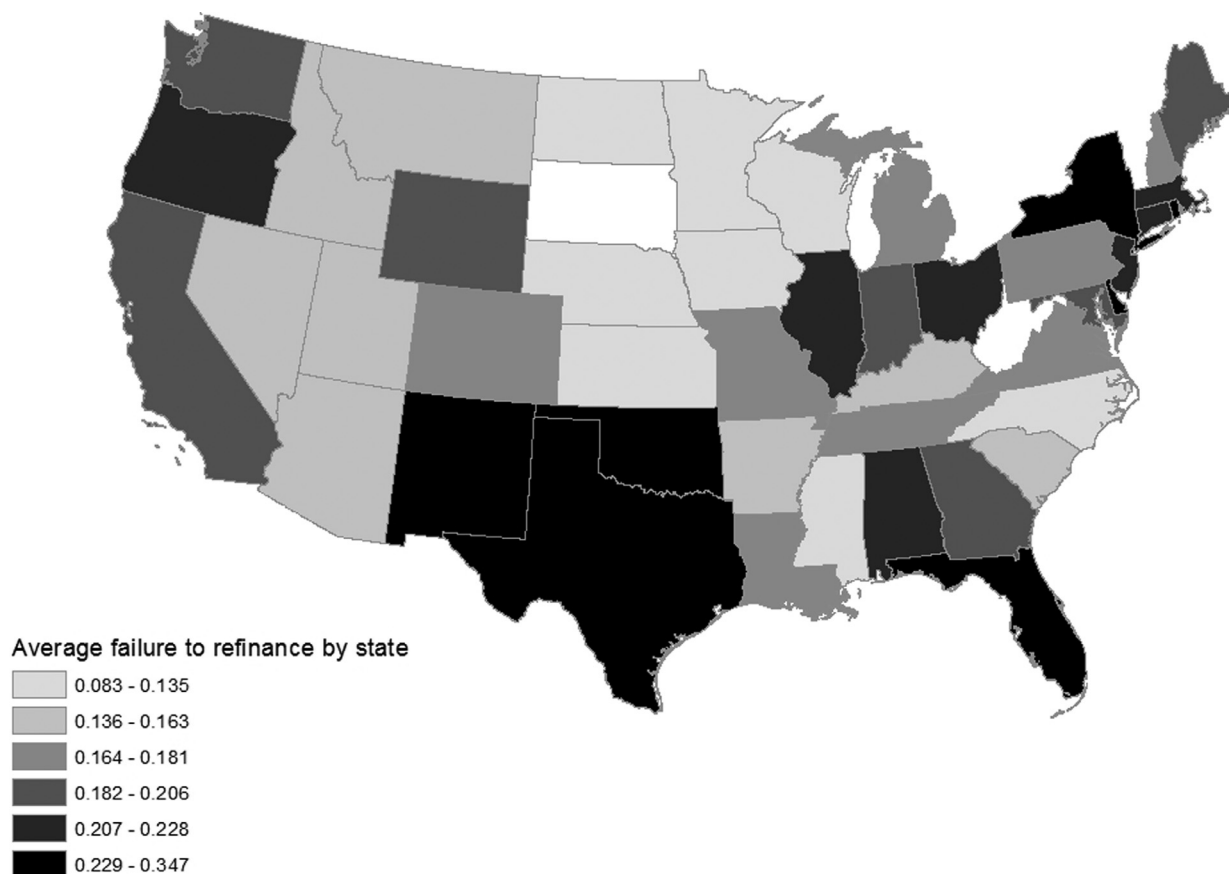 Average failure to refinance by state
0.083 - 0.135
0.136 - 0.163
0.164 - 0.181
0.182 - 0.206
0.207 - 0.228
0.229 - 0.347